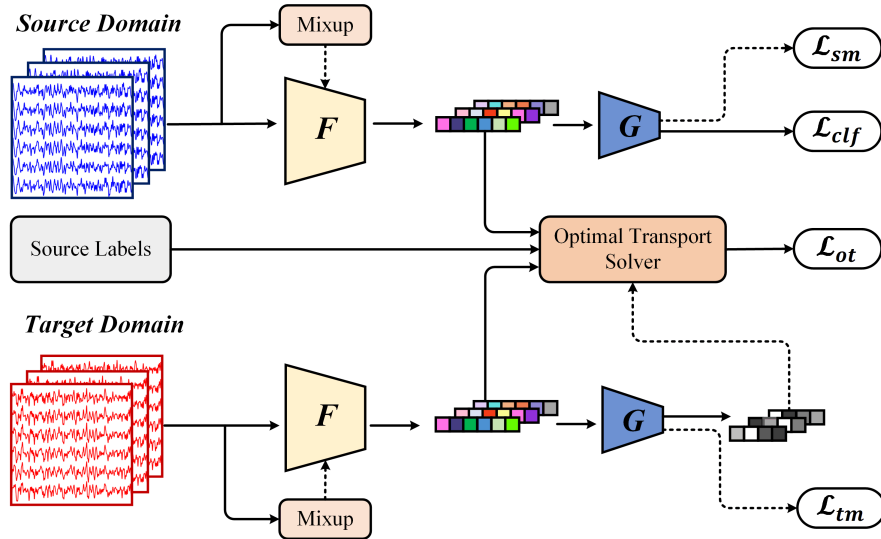 Source Domain
Mixup
F
G
ℒsm
ℒclf
Source Labels
Optimal Transport
Solver
ℒot
Target Domain
F
G
Mixup
ℒtm